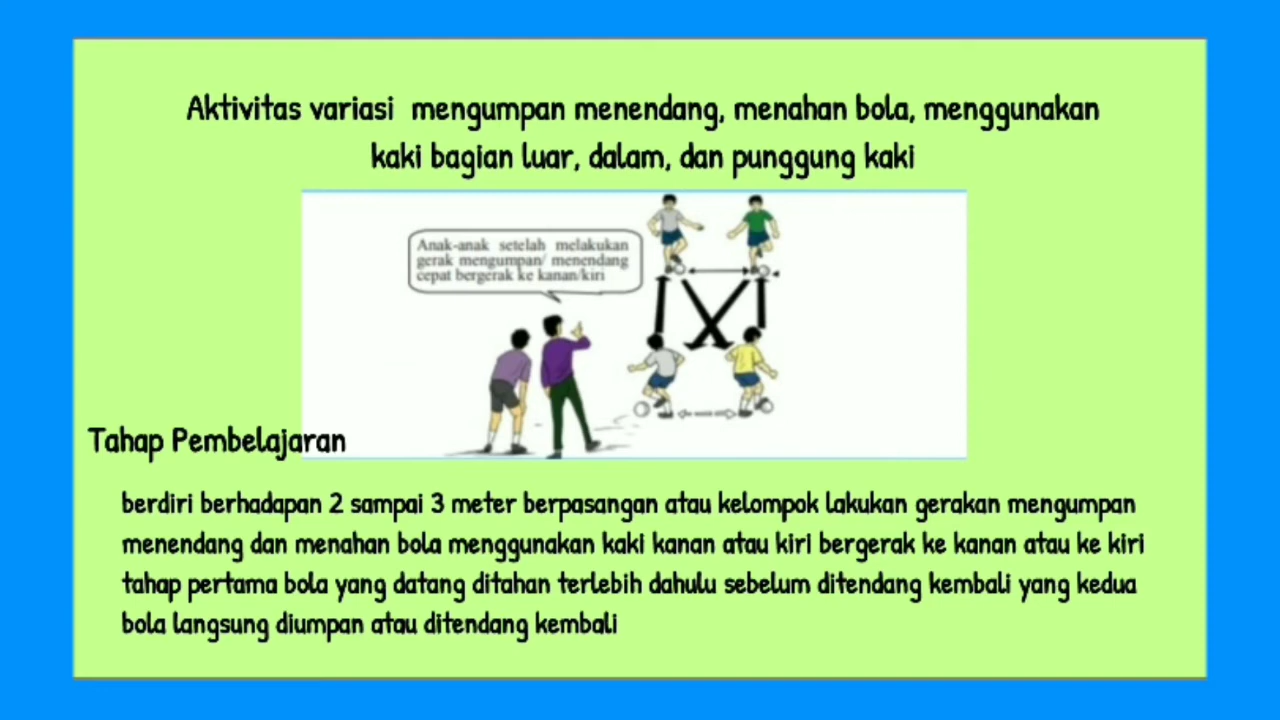 Aktivitas variasi mengumpan menendang, menahan bola, menggunakan
kaki bagian luar, dalam, dan punggung kaki
Anak-anak setelah melakukan
gerak mengumpan/ menendang
cepat bergerak ke kanan/kiri
Tahap Pembelajaran
berdiri berhadapan 2 sampai 3 meter berpasangan atau kelompok lakukan gerakan mengumpan
menendang dan menahan bola menggunakan kaki kanan atau kiri bergerak ke kanan atau ke kiri
tahap pertama bola yang datang ditahan terlebih dahulu sebelum ditendang kembali yang kedua
bola langsung diumpan atau ditendang kembali